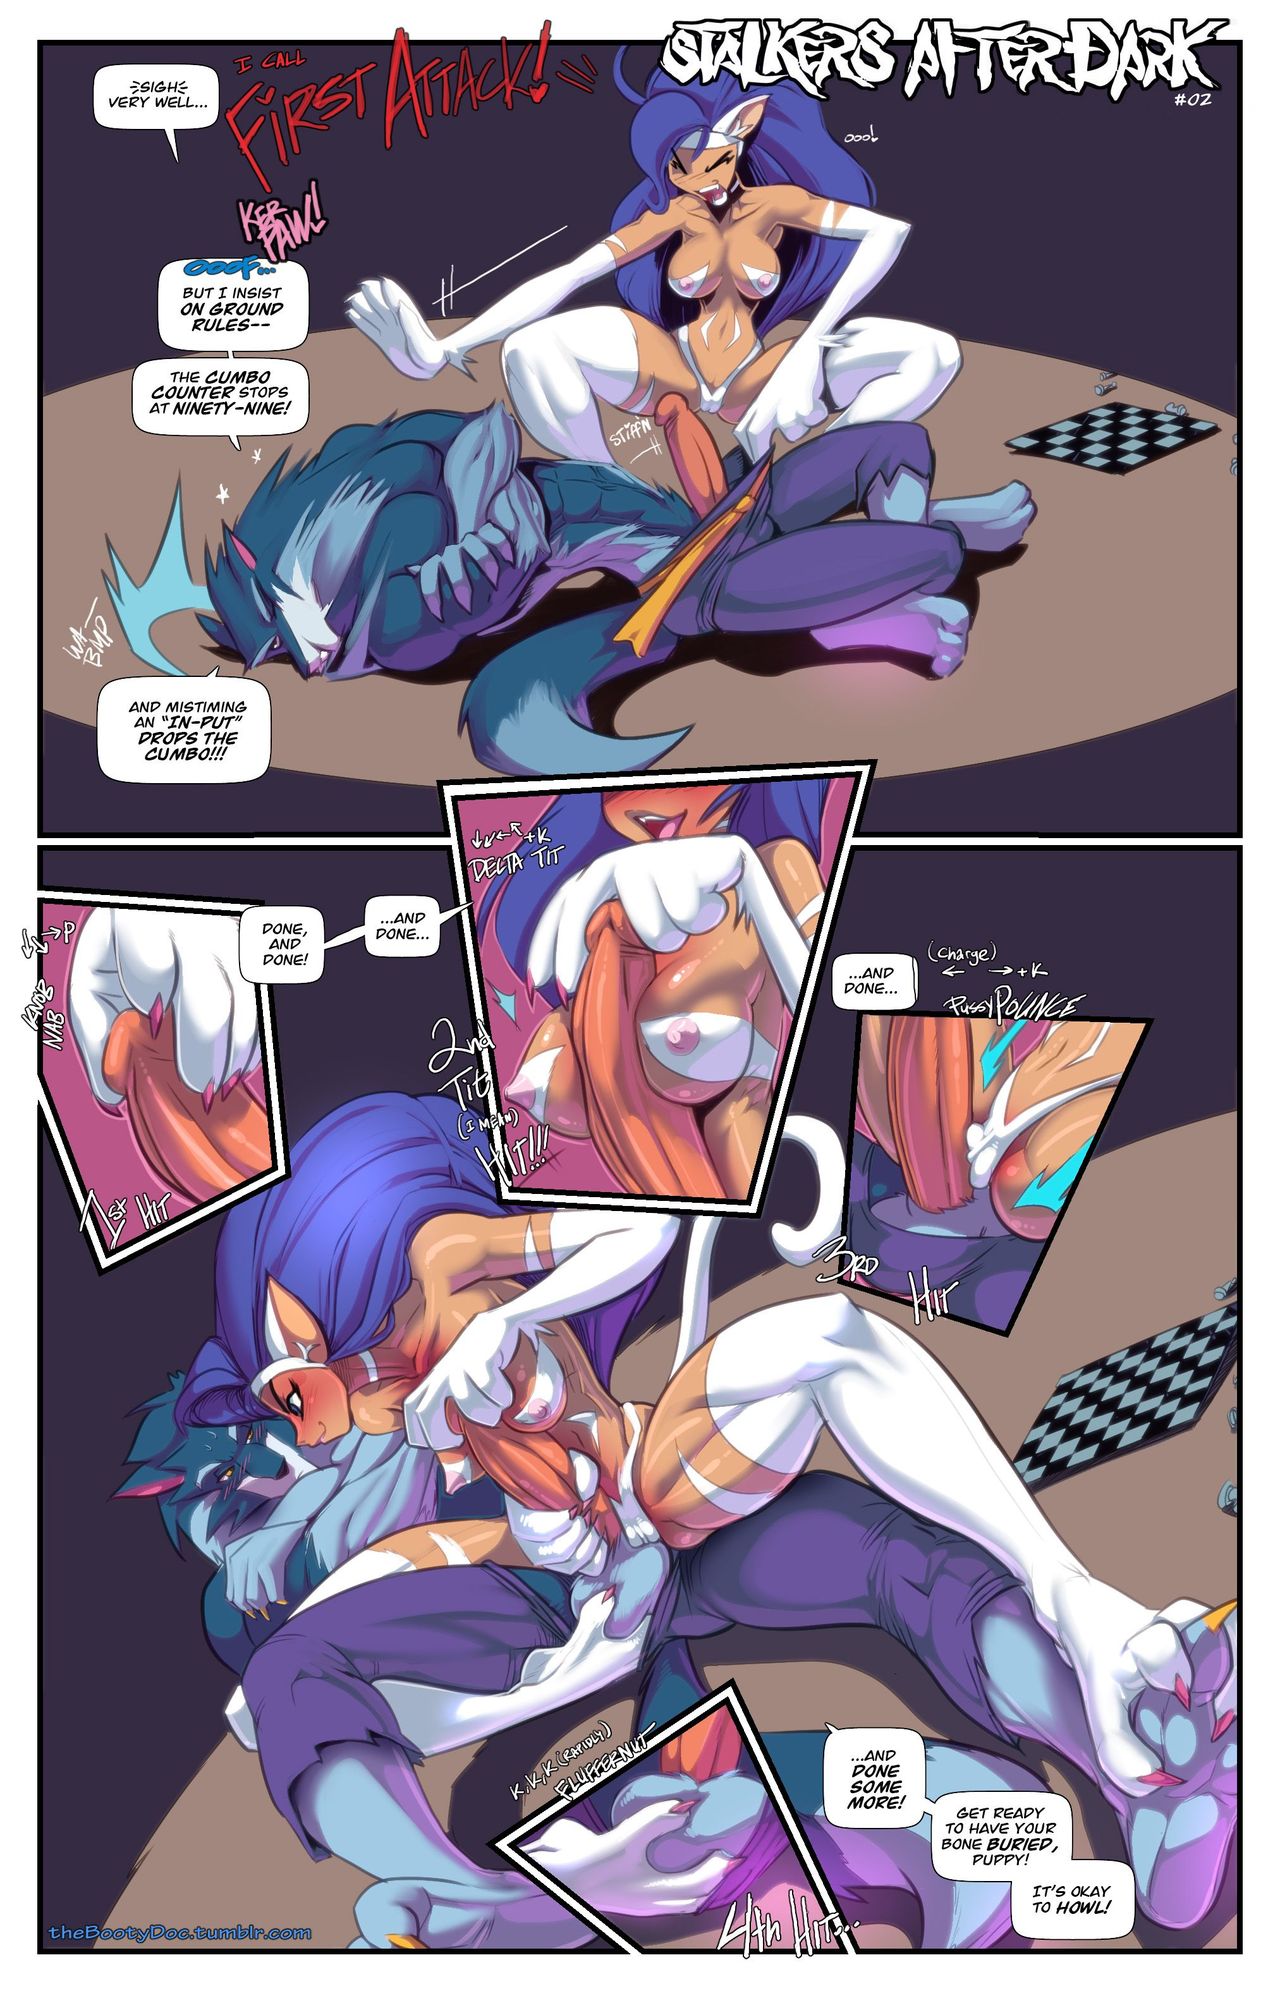 STALKERS AFTER DARK
#02
SIGH
VERY WELL...
I CALL
FIRST ATTACK!
OOO!
KER
PAW!
OOOF...
BUT I INSIST
ON GROUND
RULES--
THE CUMBO
COUNTER STOPS
AT NINETY-NINE!
STIFFN
WA-
BMP
AND MISTIMING
AN "IN-PUT"
DROPS THE
CUMBO!!!
→P
KNOB
NAB
1st HIT
DONE,
AND
DONE!
...AND
DONE...
↓↙←↖+K
DELTA TIT
2nd
Tit
(I MEAN)
HIT!!!
...AND
DONE...
(charge)
← →+K
PussyPOUNCE
3RD
HIT
K,K,K (RAPIDLY)
FLUFFERNUT
4th HIT...
...AND
DONE
SOME
MORE!
GET READY
TO HAVE YOUR
BONE BURIED,
PUPPY!
IT'S OKAY
TO HOWL!
theBootyDoc.tumblr.com